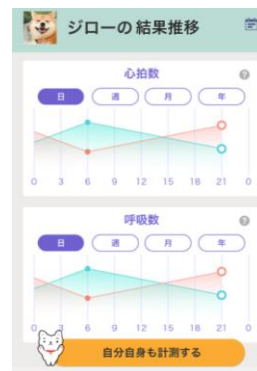 ジローの結果推移
心拍数 ?
日 週 月 年
0 3 6 9 12 15 18 21 0
呼吸数 ?
日 週 月 年
0 3 6 9 12 15 18 21 0
自分自身も計測する